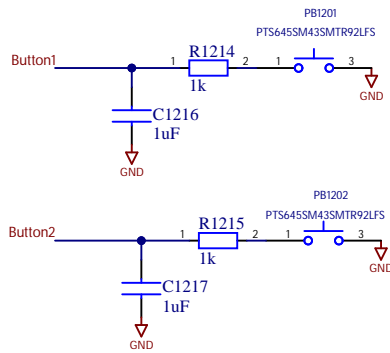 PB1201
PTS645SM43SMTR92LFS
R1214
Button1
1 2 1 3
1k
GND
C1216
1uF
GND
PB1202
PTS645SM43SMTR92LFS
R1215
Button2
1 2 1 3
1k
GND
C1217
1uF
GND